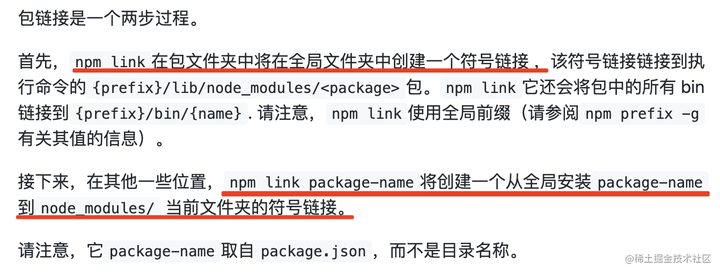 包链接是一个两步过程。
首先， npm link 在包文件夹中将在全局文件夹中创建一个符号链接 ，该符号链接链接到执
行命令的 {prefix}/lib/node_modules/<package> 包。 npm link 它还会将包中的所有 bin
链接到 {prefix}/bin/{name} . 请注意， npm link 使用全局前缀（请参阅 npm prefix -g
有关其值的信息）。
接下来，在其他一些位置， npm link package-name 将创建一个从全局安装 package-name
到 node_modules/ 当前文件夹的符号链接。
请注意，它 package-name 取自 package.json ，而不是目录名称。
@稀土掘金技术社区